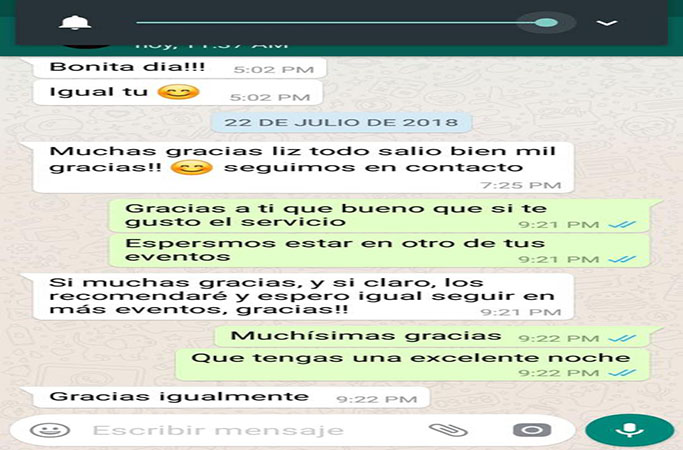 hoy, 11:39 AM
Bonita dia!!! 5:02 PM
Igual tu 😊 5:02 PM
22 DE JULIO DE 2018
Muchas gracias liz todo salio bien mil
gracias!! 😊 seguimos en contacto
7:25 PM
Gracias a ti que bueno que si te
gusto el servicio 9:21 PM
Espersmos estar en otro de tus
eventos 9:21 PM
Si muchas gracias, y si claro, los
recomendaré y espero igual seguir en
más eventos, gracias!! 9:21 PM
Muchísimas gracias 9:22 PM
Que tengas una excelente noche
9:22 PM
Gracias igualmente 9:22 PM
Escribir mensaje